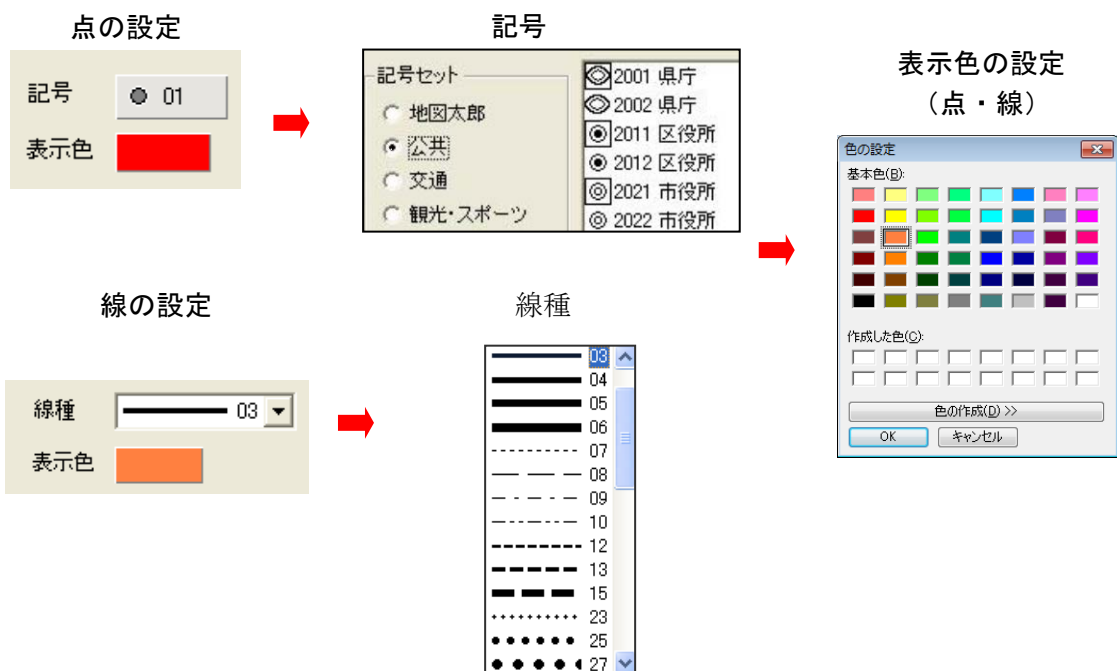 点の設定
記号
01
表示色
記号
記号セット
地図太郎
公共
交通
観光・スポーツ
2001 県庁
2002 県庁
2011 区役所
2012 区役所
2021 市役所
2022 市役所
表示色の設定
（点・線）
色の設定
基本色(B):
作成した色(C):
色の作成(D) >>
OK
キャンセル
線の設定
線種
03
表示色
線種
03
04
05
06
07
08
09
10
12
13
15
23
25
27